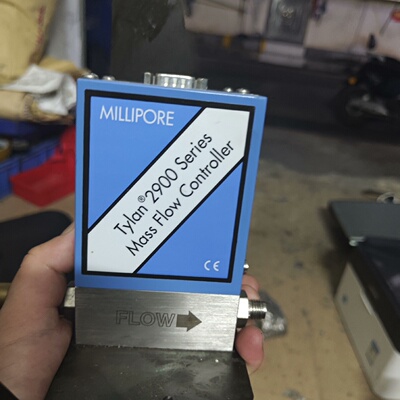 MILLIPORE
Tylan® 2900 Series
Mass Flow Controller
CE
FLOW